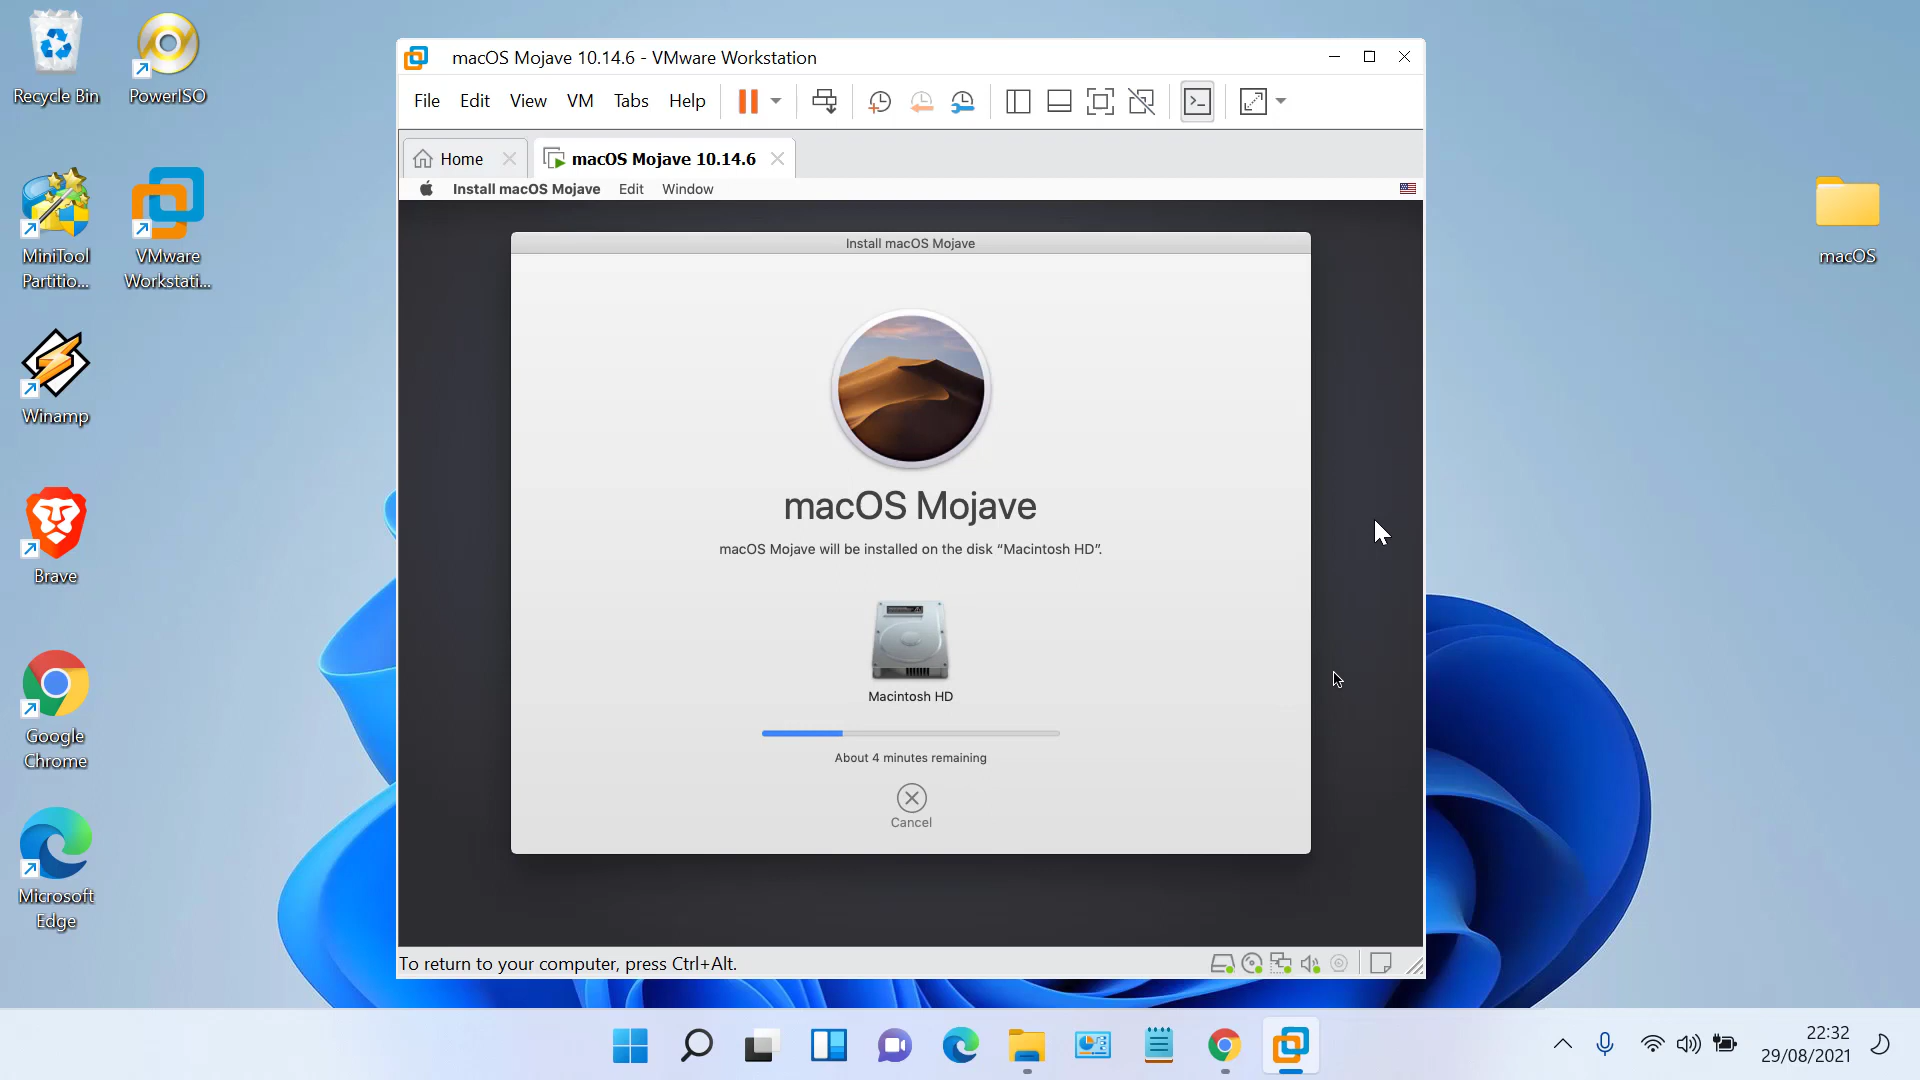 Recycle Bin
PowerISO
MiniTool
Partitio...
VMware
Workstati...
Winamp
Brave
Google
Chrome
Microsoft
Edge
macOS Mojave 10.14.6 - VMware Workstation
File Edit View VM Tabs Help
Home
macOS Mojave 10.14.6
Install macOS Mojave Edit Window
Install macOS Mojave
macOS Mojave
macOS Mojave will be installed on the disk “Macintosh HD”.
Macintosh HD
About 4 minutes remaining
Cancel
To return to your computer, press Ctrl+Alt.
macOS
22:32
29/08/2021